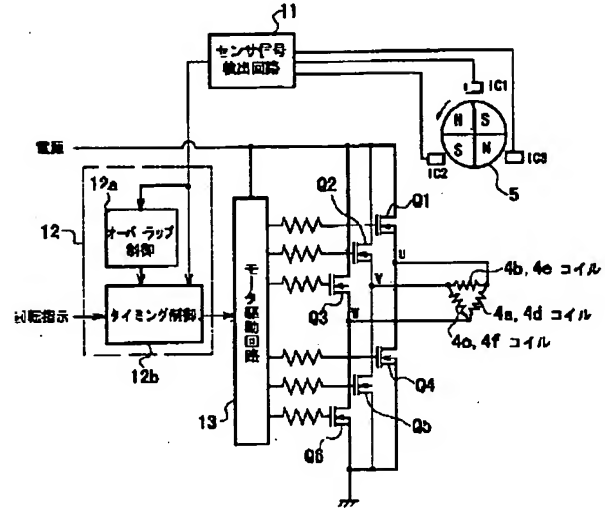 11
センサ信号
検出回路
IC1
N S
S N
IC2
IC3
5
電源
12a
12
オーバラップ
制御
回転指示
タイミング制御
12b
モータ駆動回路
13
Q1
Q2
Q3
U
V
W
4b, 4e コイル
4a, 4d コイル
4c, 4f コイル
Q4
Q5
Q6